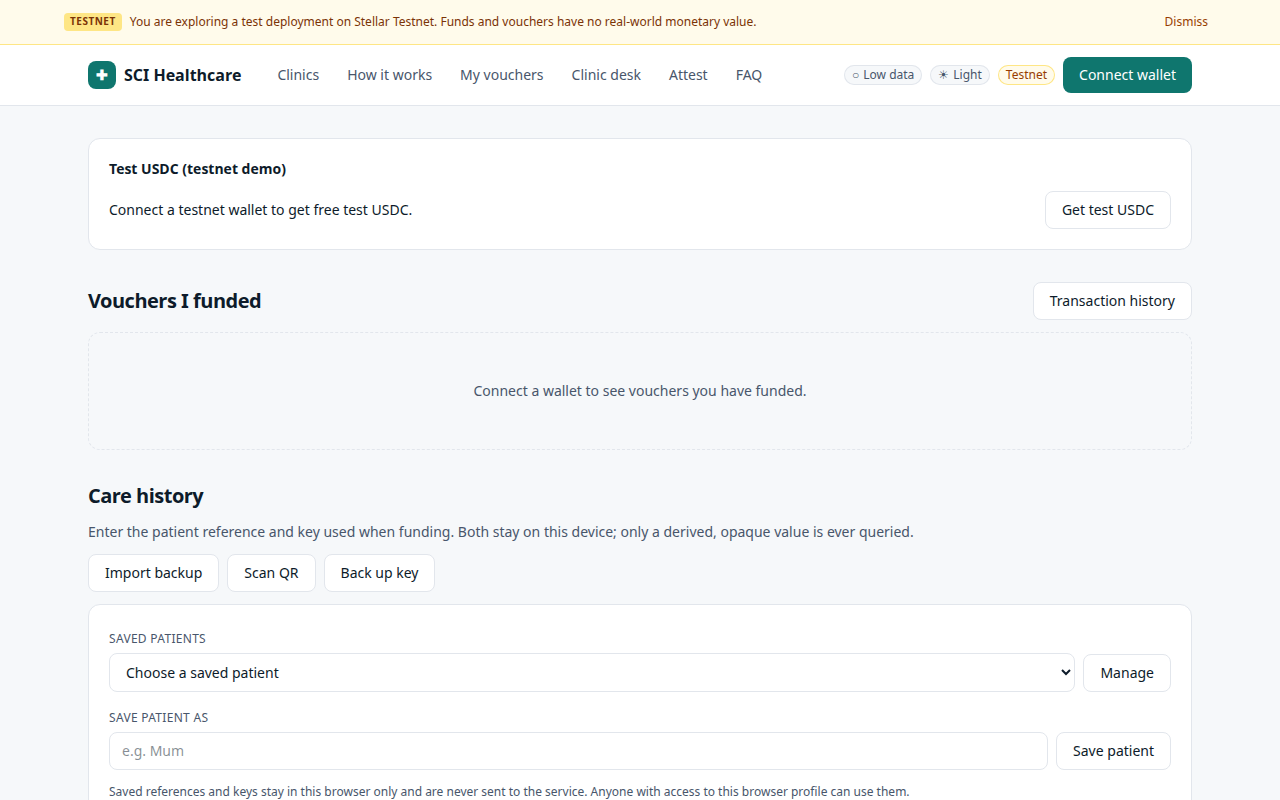 TESTNET You are exploring a test deployment on Stellar Testnet. Funds and vouchers have no real-world monetary value. Dismiss
SCI Healthcare Clinics How it works My vouchers Clinic desk Attest FAQ Low data Light Testnet Connect wallet
Test USDC (testnet demo)
Connect a testnet wallet to get free test USDC. Get test USDC
Vouchers I funded Transaction history
Connect a wallet to see vouchers you have funded.
Care history
Enter the patient reference and key used when funding. Both stay on this device; only a derived, opaque value is ever queried.
Import backup Scan QR Back up key
SAVED PATIENTS
Choose a saved patient Manage
SAVE PATIENT AS
e.g. Mum Save patient
Saved references and keys stay in this browser only and are never sent to the service. Anyone with access to this browser profile can use them.